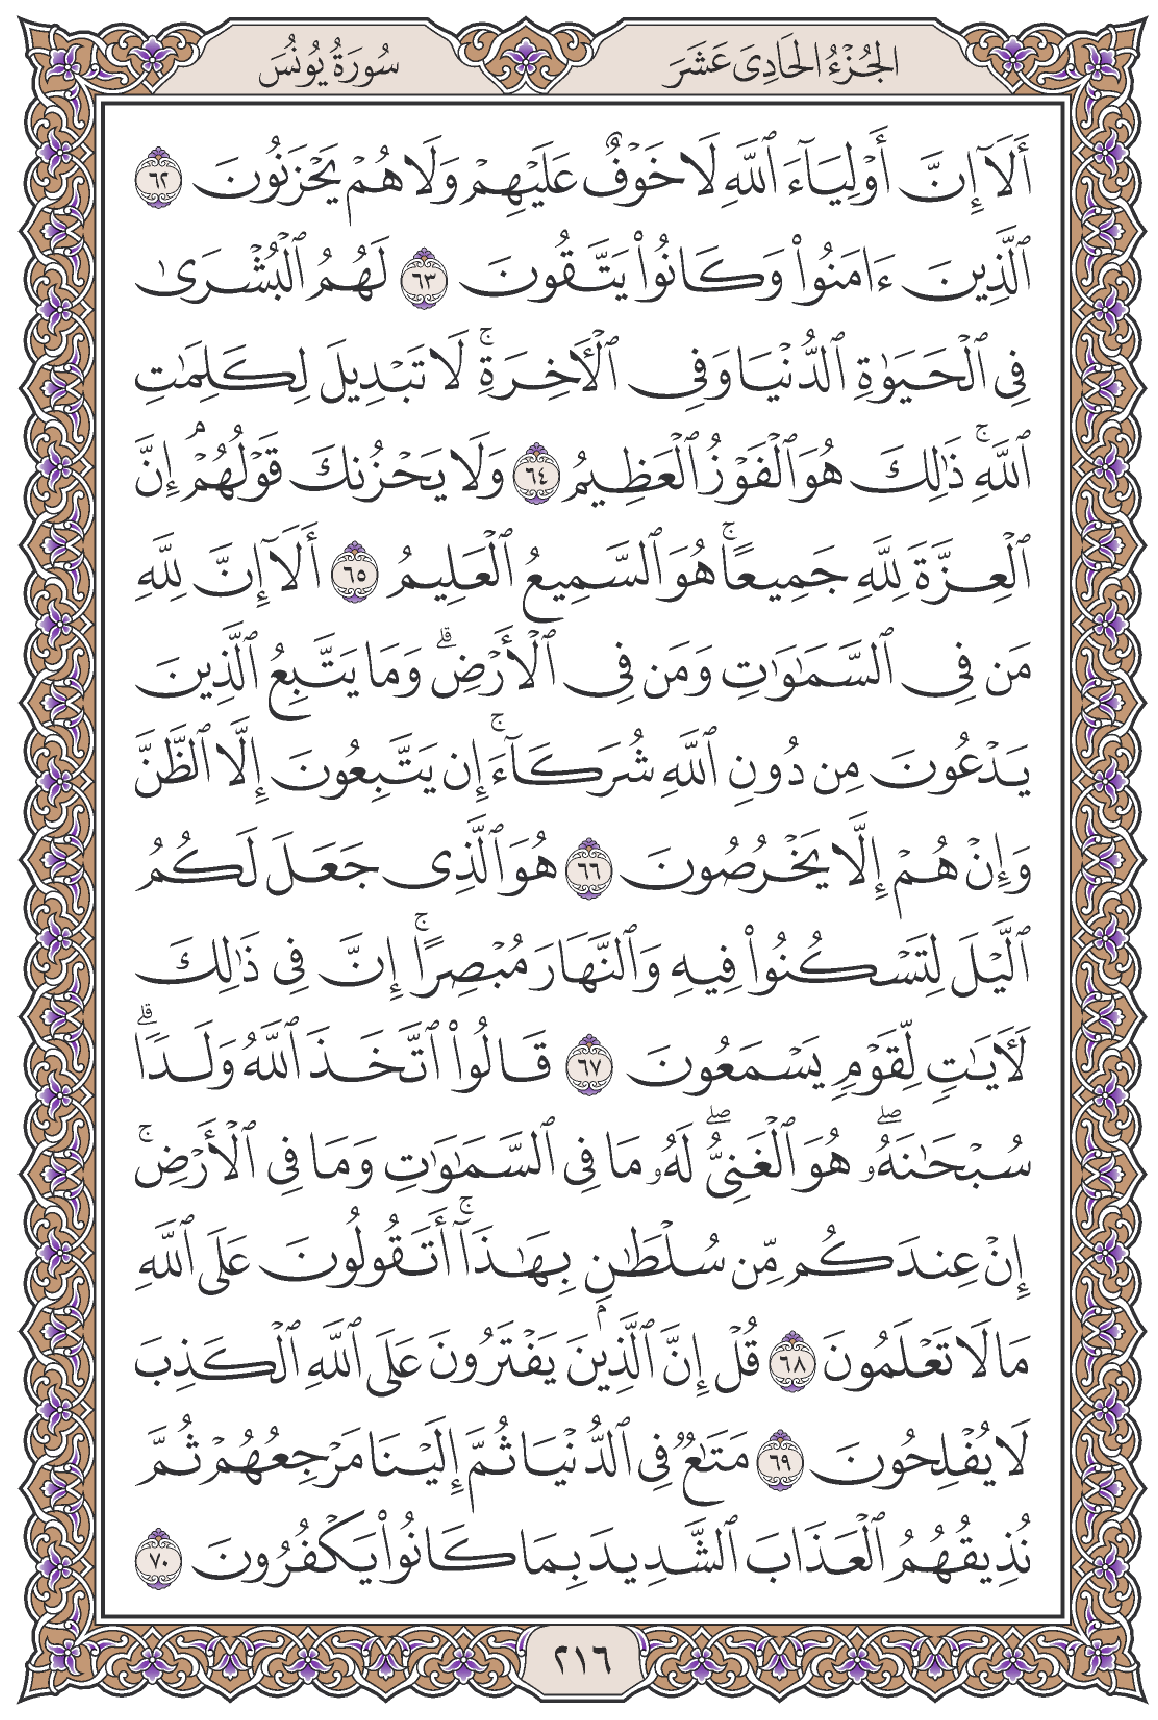 الجُزْءُ الحَادِى عَشَرَ
سُورَةُ يُونُسَ
أَلَآ إِنَّ أَوْلِيَآءَ ٱللَّهِ لَا خَوْفٌ عَلَيْهِمْ وَلَا هُمْ يَحْزَنُونَ ٦٢
ٱلَّذِينَ ءَامَنُوا۟ وَكَانُوا۟ يَتَّقُونَ ٦٣ لَهُمُ ٱلْبُشْرَىٰ
فِى ٱلْحَيَوٰةِ ٱلدُّنْيَا وَفِى ٱلْـَٔاخِرَةِ ۚ لَا تَبْدِيلَ لِكَلِمَـٰتِ
ٱللَّهِ ۚ ذَٰلِكَ هُوَ ٱلْفَوْزُ ٱلْعَظِيمُ ٦٤ وَلَا يَحْزُنكَ قَوْلُهُمْ ۘ إِنَّ
ٱلْعِزَّةَ لِلَّهِ جَمِيعًا ۚ هُوَ ٱلسَّمِيعُ ٱلْعَلِيمُ ٦٥ أَلَآ إِنَّ لِلَّهِ
مَن فِى ٱلسَّمَـٰوَٰتِ وَمَن فِى ٱلْأَرْضِ ۗ وَمَا يَتَّبِعُ ٱلَّذِينَ
يَدْعُونَ مِن دُونِ ٱللَّهِ شُرَكَآءَ ۚ إِن يَتَّبِعُونَ إِلَّا ٱلظَّنَّ
وَإِنْ هُمْ إِلَّا يَخْرُصُونَ ٦٦ هُوَ ٱلَّذِى جَعَلَ لَكُمُ
ٱلَّيْلَ لِتَسْكُنُوا۟ فِيهِ وَٱلنَّهَارَ مُبْصِرًا ۚ إِنَّ فِى ذَٰلِكَ
لَـَٔايَـٰتٍ لِّقَوْمٍ يَسْمَعُونَ ٦٧ قَالُوا۟ ٱتَّخَذَ ٱللَّهُ وَلَدًا ۗ
سُبْحَـٰنَهُۥ ۖ هُوَ ٱلْغَنِىُّ ۖ لَهُۥ مَا فِى ٱلسَّمَـٰوَٰتِ وَمَا فِى ٱلْأَرْضِ ۚ
إِنْ عِندَكُم مِّن سُلْطَـٰنٍۭ بِهَـٰذَآ ۚ أَتَقُولُونَ عَلَى ٱللَّهِ
مَا لَا تَعْلَمُونَ ٦٨ قُلْ إِنَّ ٱلَّذِينَ يَفْتَرُونَ عَلَى ٱللَّهِ ٱلْكَذِبَ
لَا يُفْلِحُونَ ٦٩ مَتَـٰعٌ فِى ٱلدُّنْيَا ثُمَّ إِلَيْنَا مَرْجِعُهُمْ ثُمَّ
نُذِيقُهُمُ ٱلْعَذَابَ ٱلشَّدِيدَ بِمَا كَانُوا۟ يَكْفُرُونَ ٧٠
٢١٦